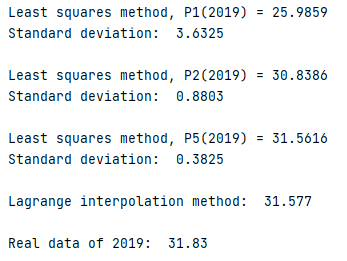 Least squares method, P1(2019) = 25.9859
Standard deviation:  3.6325
Least squares method, P2(2019) = 30.8386
Standard deviation:  0.8803
Least squares method, P5(2019) = 31.5616
Standard deviation:  0.3825
Lagrange interpolation method:  31.577
Real data of 2019:  31.83